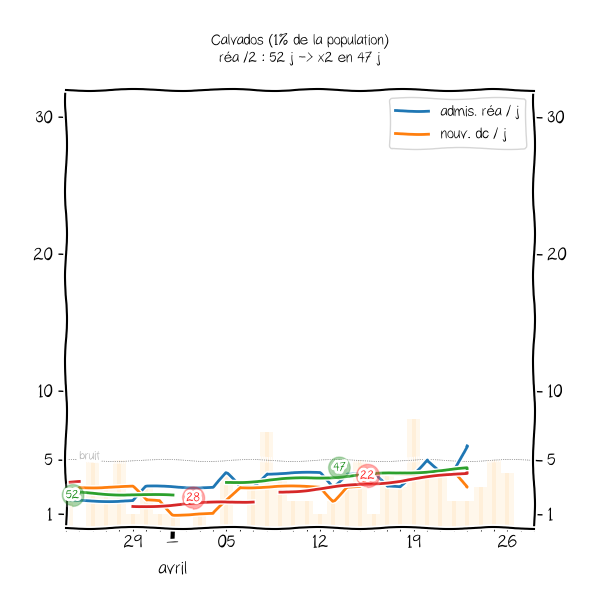 Calvados (1% de la population)
réa /2 : 52 j -> x2 en 47 j
admis. réa / j
nouv. dc / j
30 30
20 20
10 10
5 bruit 5
47
22
52
28
1 1
29 1 05 12 19 26
avril